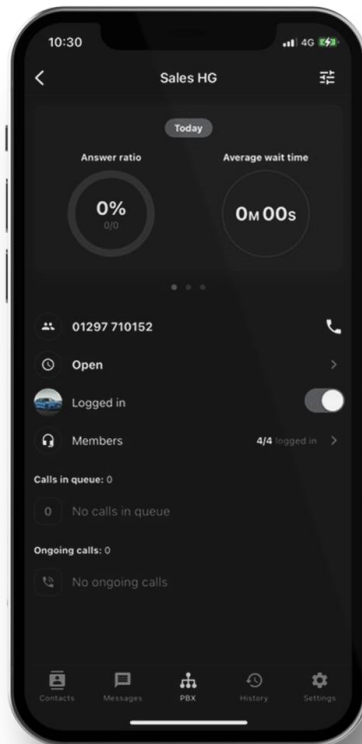 10:30
4G
Sales HG
Today
Answer ratio
Average wait time
0%
0/0
0M 00S
01297 710152
Open
Logged in
Members
4/4 logged in
Calls in queue: 0
0
No calls in queue
Ongoing calls: 0
No ongoing calls
Contacts
Messages
PBX
History
Settings